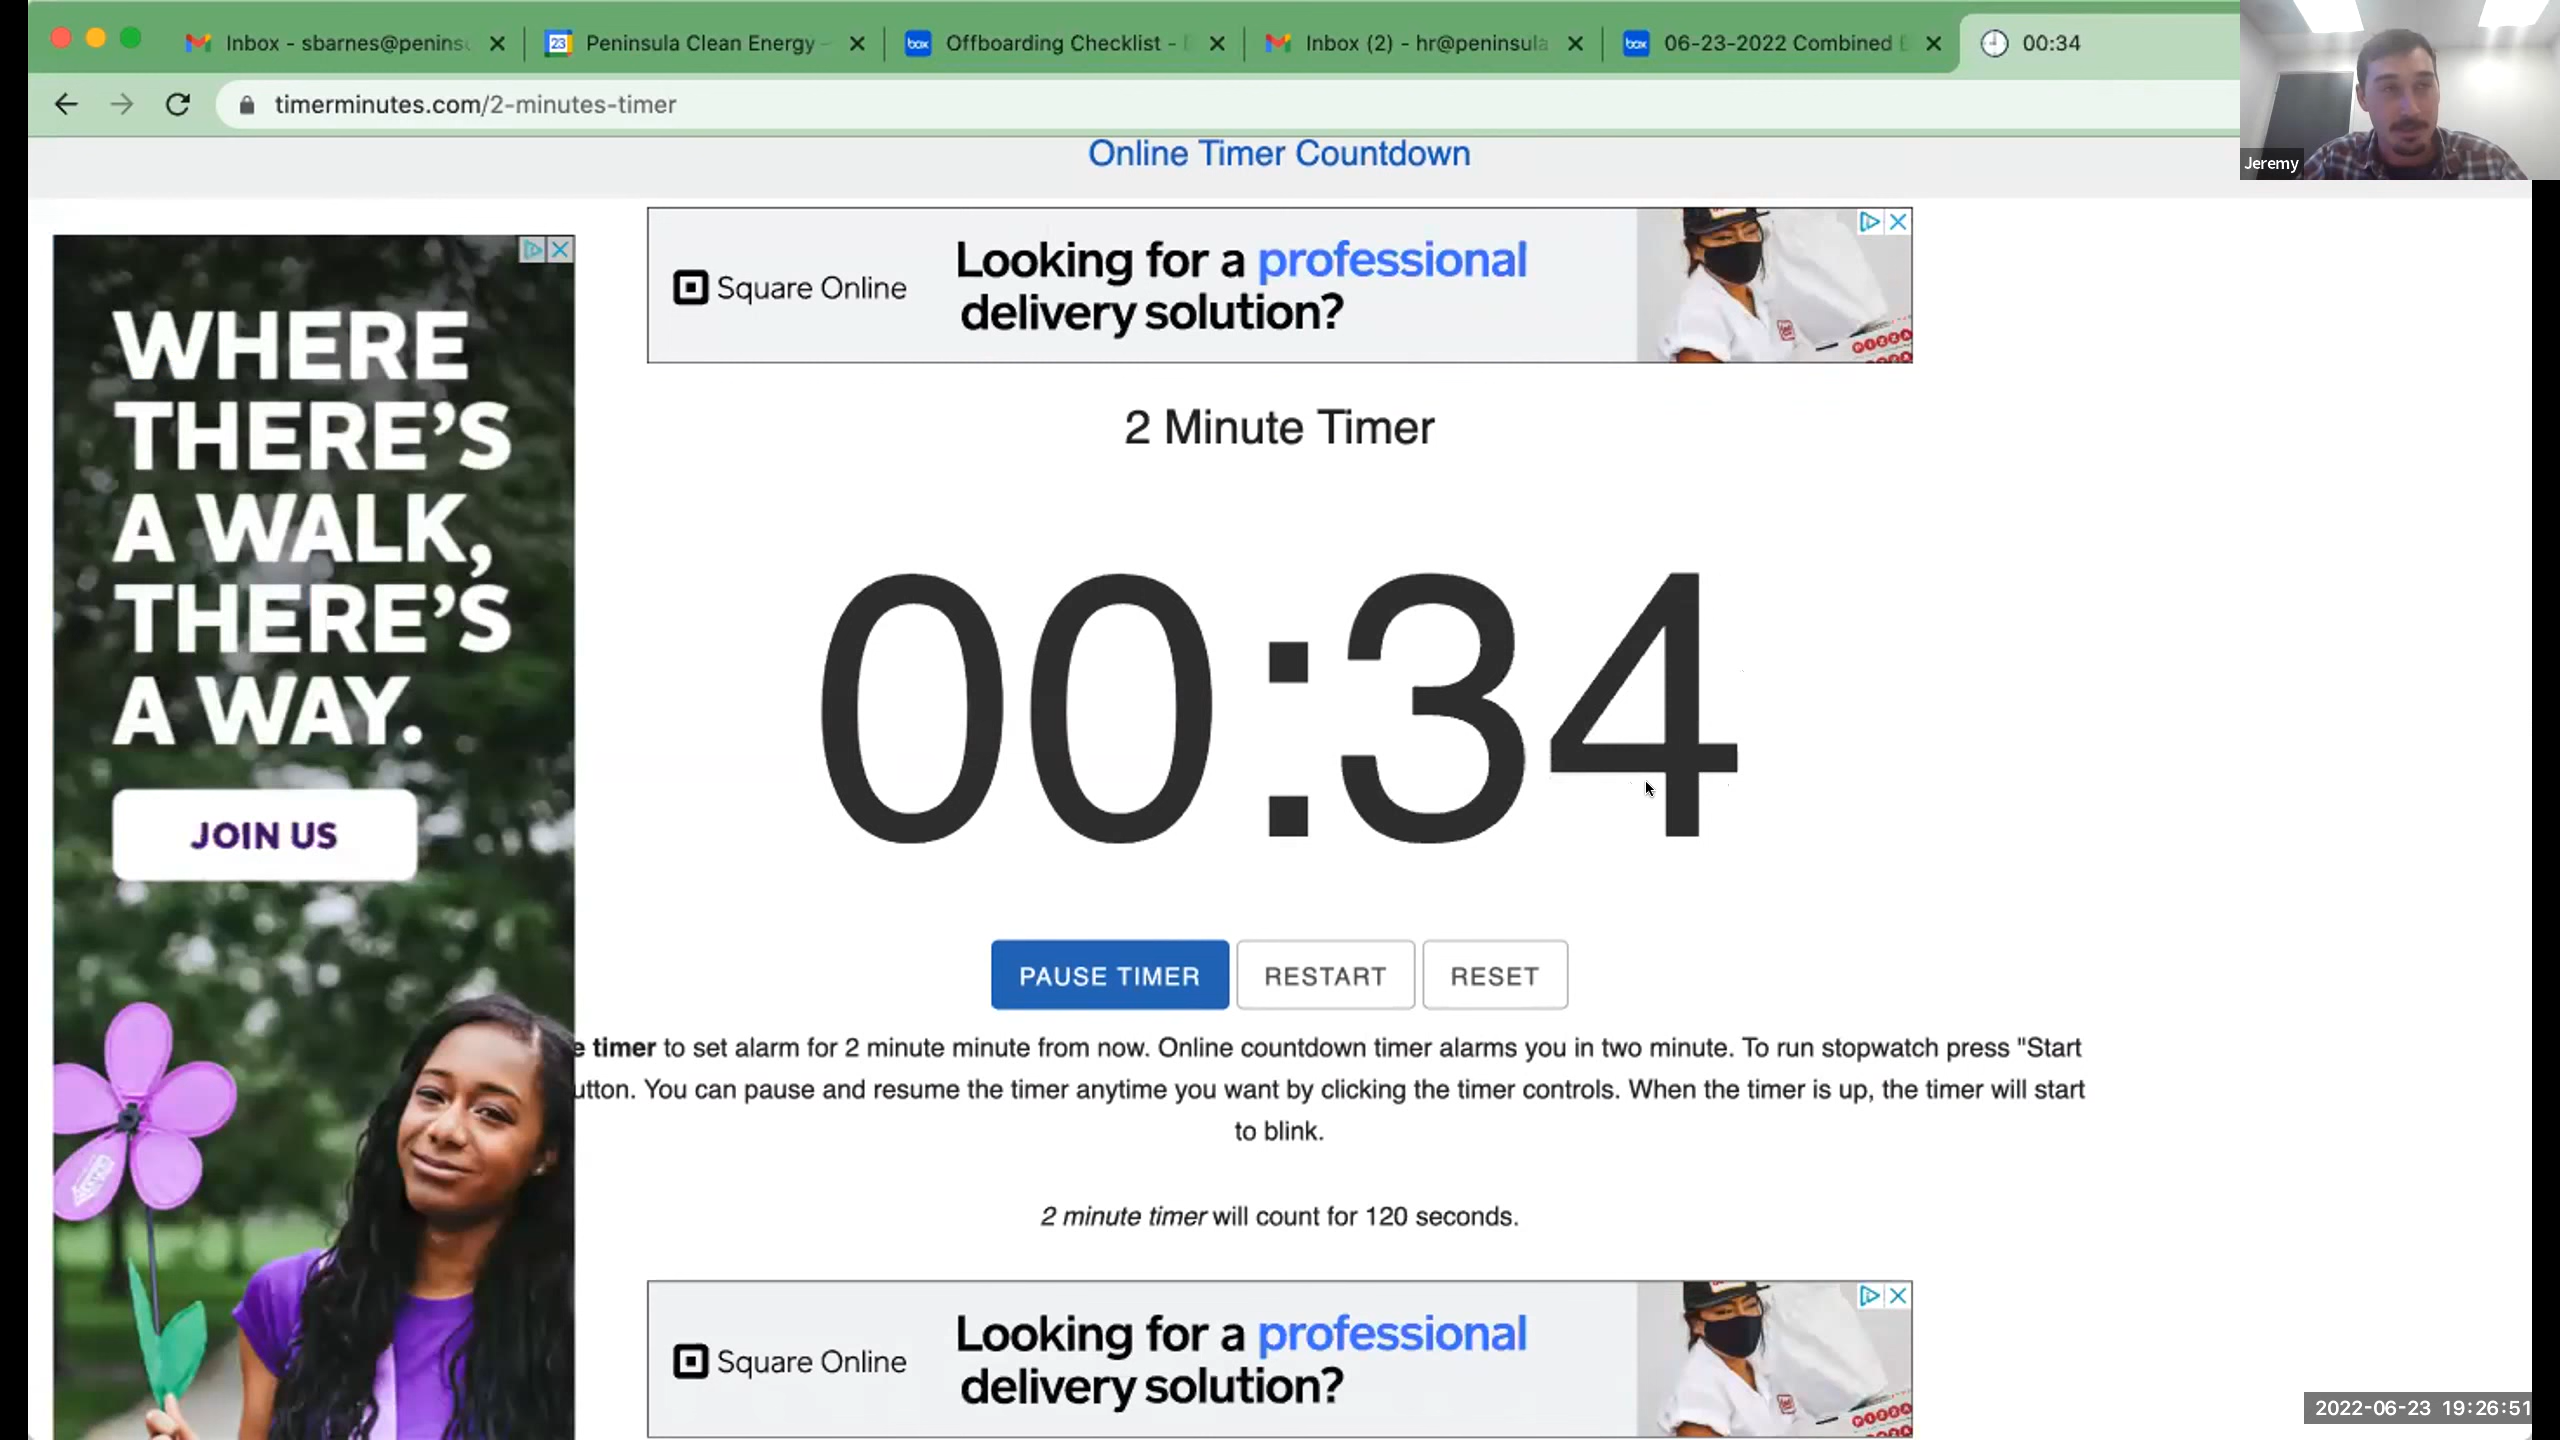 Inbox - sbarnes@penins
Peninsula Clean Energy -
Offboarding Checklist -
Inbox (2) - hr@peninsula
06-23-2022 Combined
00:34
timerminutes.com/2-minutes-timer
Jeremy
Online Timer Countdown
Square Online
Looking for a professional
delivery solution?
WHERE
THERE'S
A WALK,
THERE'S
A WAY.
JOIN US
2 Minute Timer
00:34
PAUSE TIMER
RESTART
RESET
e timer to set alarm for 2 minute minute from now. Online countdown timer alarms you in two minute. To run stopwatch press "Start
utton. You can pause and resume the timer anytime you want by clicking the timer controls. When the timer is up, the timer will start
to blink.
2 minute timer will count for 120 seconds.
Square Online
Looking for a professional
delivery solution?
2022-06-23 19:26:51